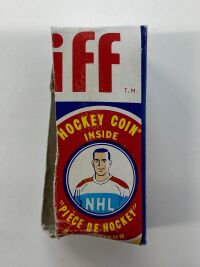 iff
T.M.
"HOCKEY COIN"
INSIDE
NHL
"PIÈCE DE HOCKEY"